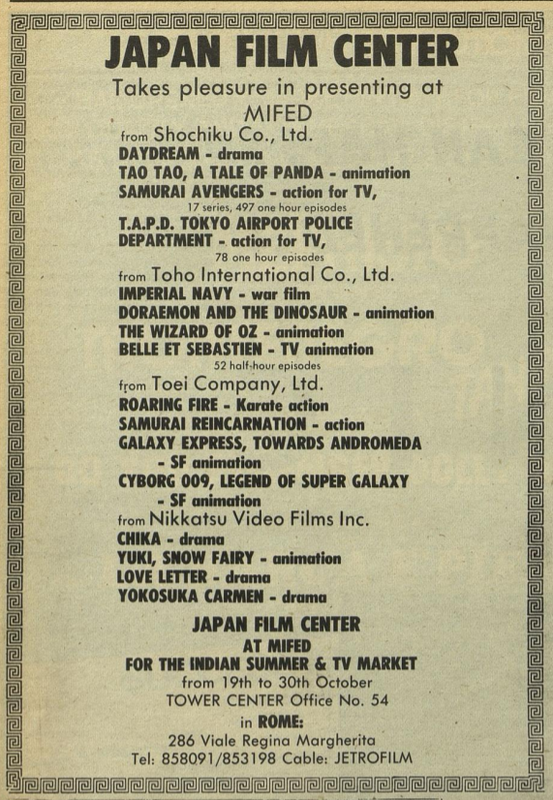 JAPAN FILM CENTER
Takes pleasure in presenting at
MIFED
from Shochiku Co., Ltd.
DAYDREAM - drama
TAO TAO, A TALE OF PANDA - animation
SAMURAI AVENGERS - action for TV,
17 series, 497 one hour episodes
T.A.P.D. TOKYO AIRPORT POLICE
DEPARTMENT - action for TV,
78 one hour episodes
from Toho International Co., Ltd.
IMPERIAL NAVY - war film
DORAEMON AND THE DINOSAUR - animation
THE WIZARD OF OZ - animation
BELLE ET SEBASTIEN - TV animation
52 half-hour episodes
from Toei Company, Ltd.
ROARING FIRE - Karate action
SAMURAI REINCARNATION - action
GALAXY EXPRESS, TOWARDS ANDROMEDA
- SF animation
CYBORG 009, LEGEND OF SUPER GALAXY
- SF animation
from Nikkatsu Video Films Inc.
CHIKA - drama
YUKI, SNOW FAIRY - animation
LOVE LETTER - drama
YOKOSUKA CARMEN - drama
JAPAN FILM CENTER
AT MIFED
FOR THE INDIAN SUMMER & TV MARKET
from 19th to 30th October
TOWER CENTER Office No. 54
in ROME:
286 Viale Regina Margherita
Tel: 858091/853198 Cable: JETROFILM